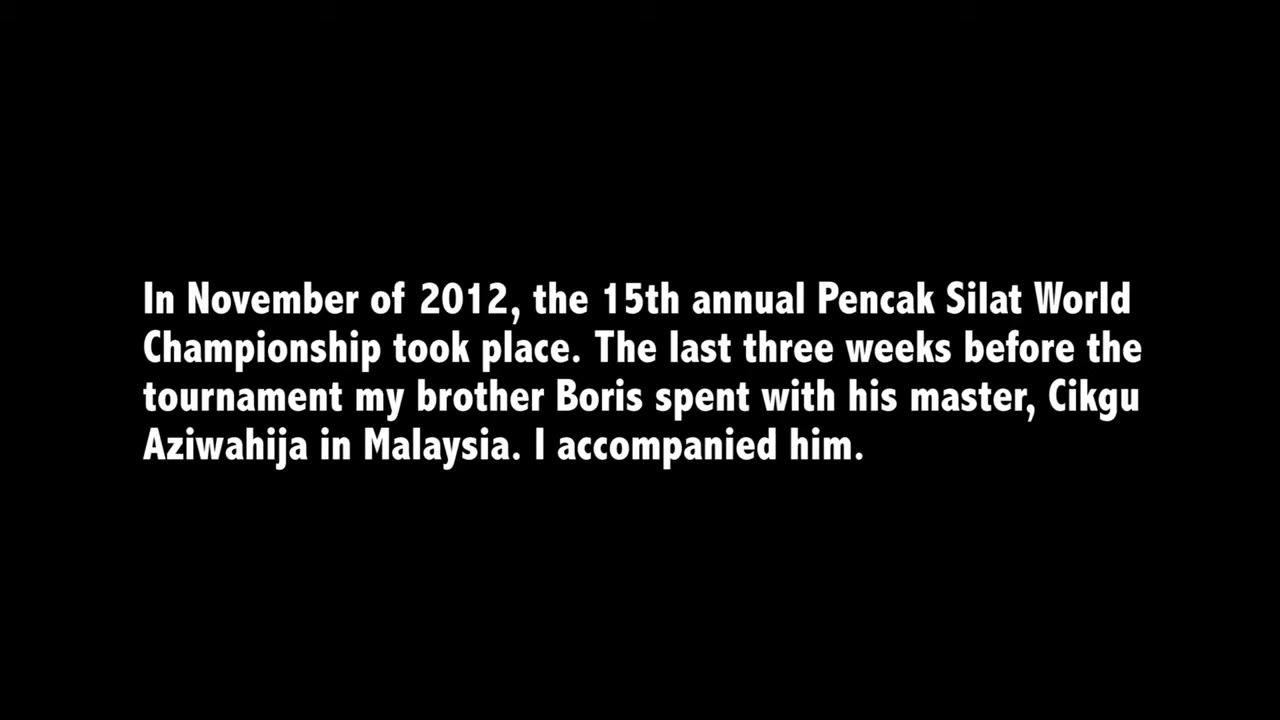 In November of 2012, the 15th annual Pencak Silat World
Championship took place. The last three weeks before the
tournament my brother Boris spent with his master, Cikgu
Aziwahija in Malaysia. I accompanied him.